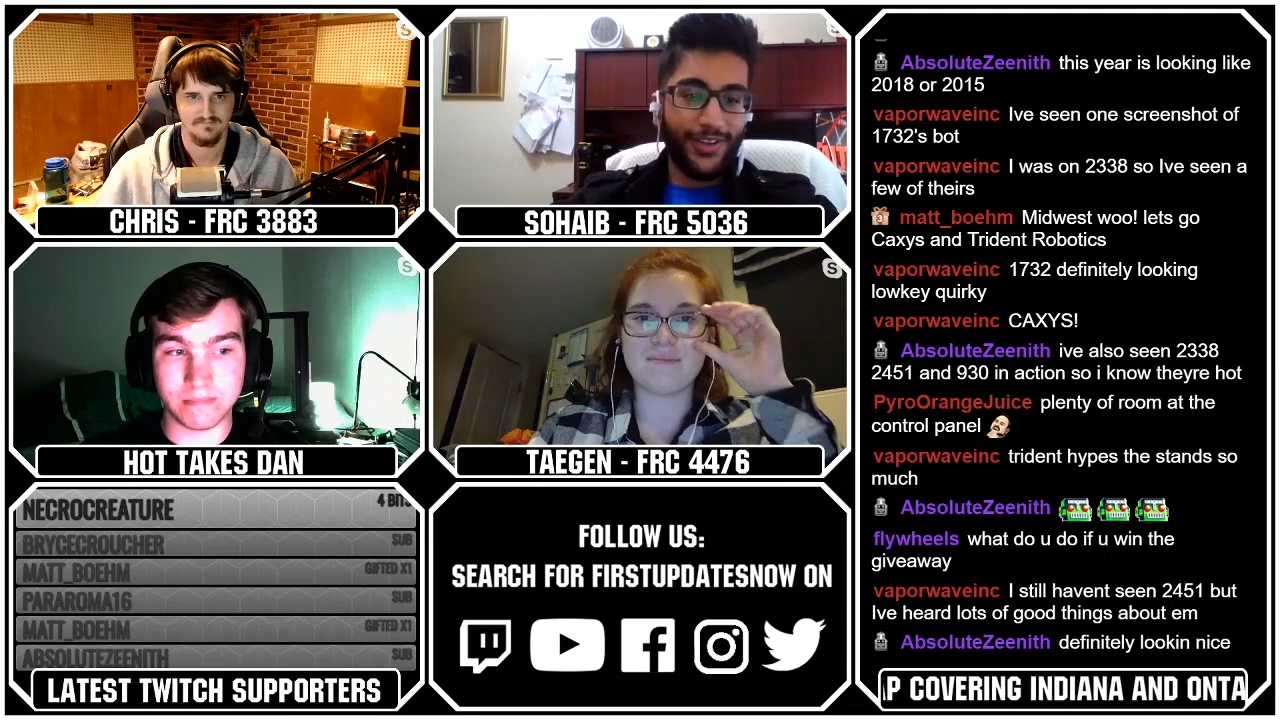 CHRIS - FRC 3883
SOHAIB - FRC 5036
HOT TAKES DAN
TAEGEN - FRC 4476
NECROCREATURE 4 BITS
BRYCECROUCHER SUB
MATT_BOEHM GIFTED X1
PARAROMA16 SUB
MATT_BOEHM GIFTED X1
ABSOLUTEZEENITH SUB
LATEST TWITCH SUPPORTERS
FOLLOW US:
SEARCH FOR FIRSTUPDATESNOW ON
AbsoluteZeenith this year is looking like
2018 or 2015
vaporwaveinc Ive seen one screenshot of
1732's bot
vaporwaveinc I was on 2338 so Ive seen a
few of theirs
matt_boehm Midwest woo! lets go
Caxys and Trident Robotics
vaporwaveinc 1732 definitely looking
lowkey quirky
vaporwaveinc CAXYS!
AbsoluteZeenith ive also seen 2338
2451 and 930 in action so i know theyre hot
PyroOrangeJuice plenty of room at the
control panel
vaporwaveinc trident hypes the stands so
much
AbsoluteZeenith
flywheels what do u do if u win the
giveaway
vaporwaveinc I still havent seen 2451 but
Ive heard lots of good things about em
AbsoluteZeenith definitely lookin nice
P COVERING INDIANA AND ONTA